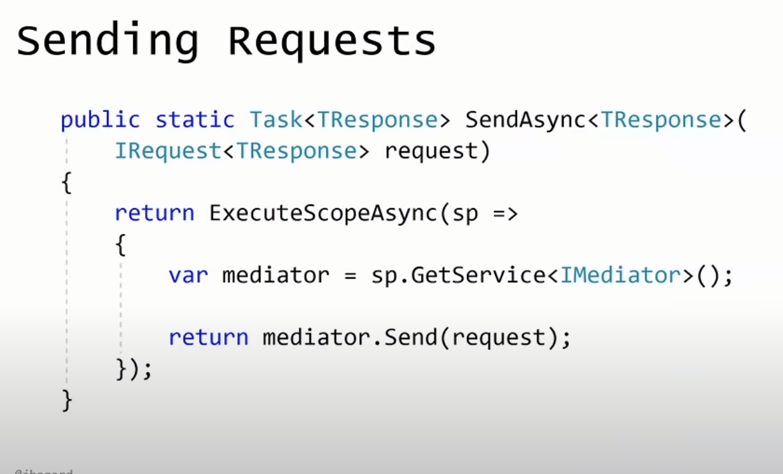 Sending Requests
public static Task<TResponse> SendAsync<TResponse>(
IRequest<TResponse> request)
{
return ExecuteScopeAsync(sp =>
{
var mediator = sp.GetService<IMediator>();
return mediator.Send(request);
});
}